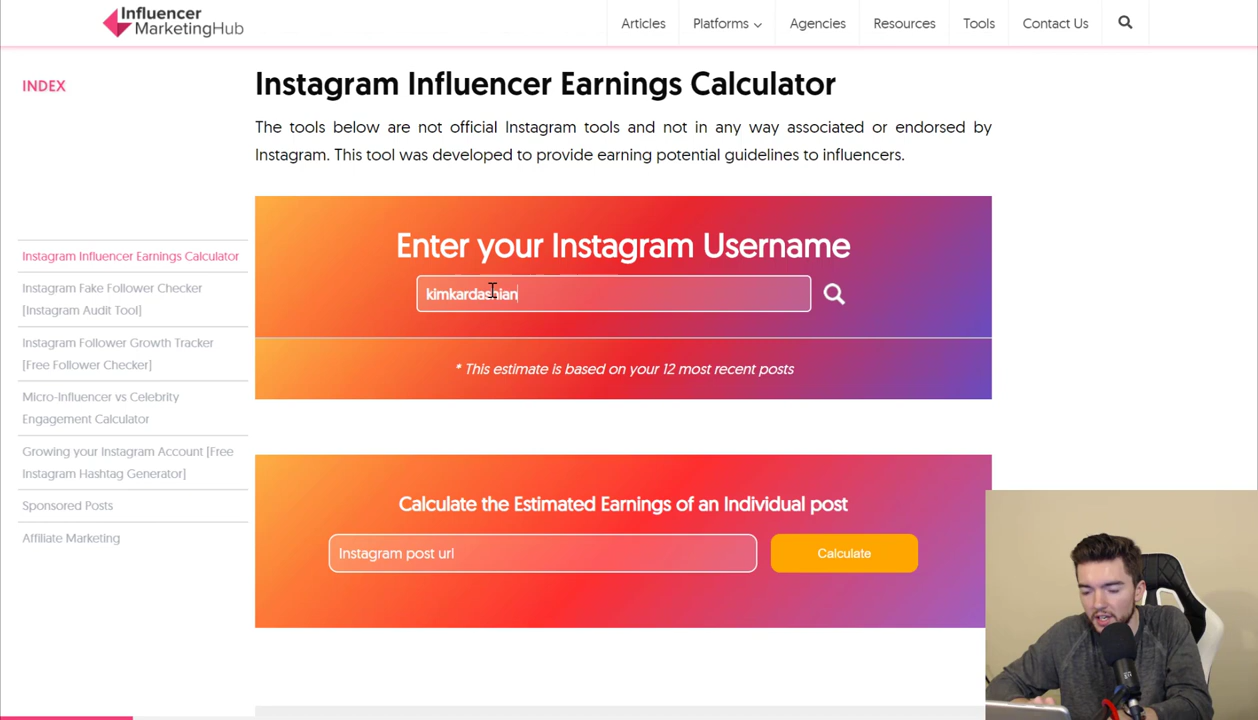 Influencer
MarketingHub
Articles
Platforms
Agencies
Resources
Tools
Contact Us
INDEX
Instagram Influencer Earnings Calculator
The tools below are not official Instagram tools and not in any way associated or endorsed by
Instagram. This tool was developed to provide earning potential guidelines to influencers.
Enter your Instagram Username
kimkardashian
* This estimate is based on your 12 most recent posts
Instagram Influencer Earnings Calculator
Instagram Fake Follower Checker
[Instagram Audit Tool]
Instagram Follower Growth Tracker
[Free Follower Checker]
Micro-Influencer vs Celebrity
Engagement Calculator
Growing your Instagram Account [Free
Instagram Hashtag Generator]
Sponsored Posts
Affiliate Marketing
Calculate the Estimated Earnings of an Individual post
Instagram post url
Calculate